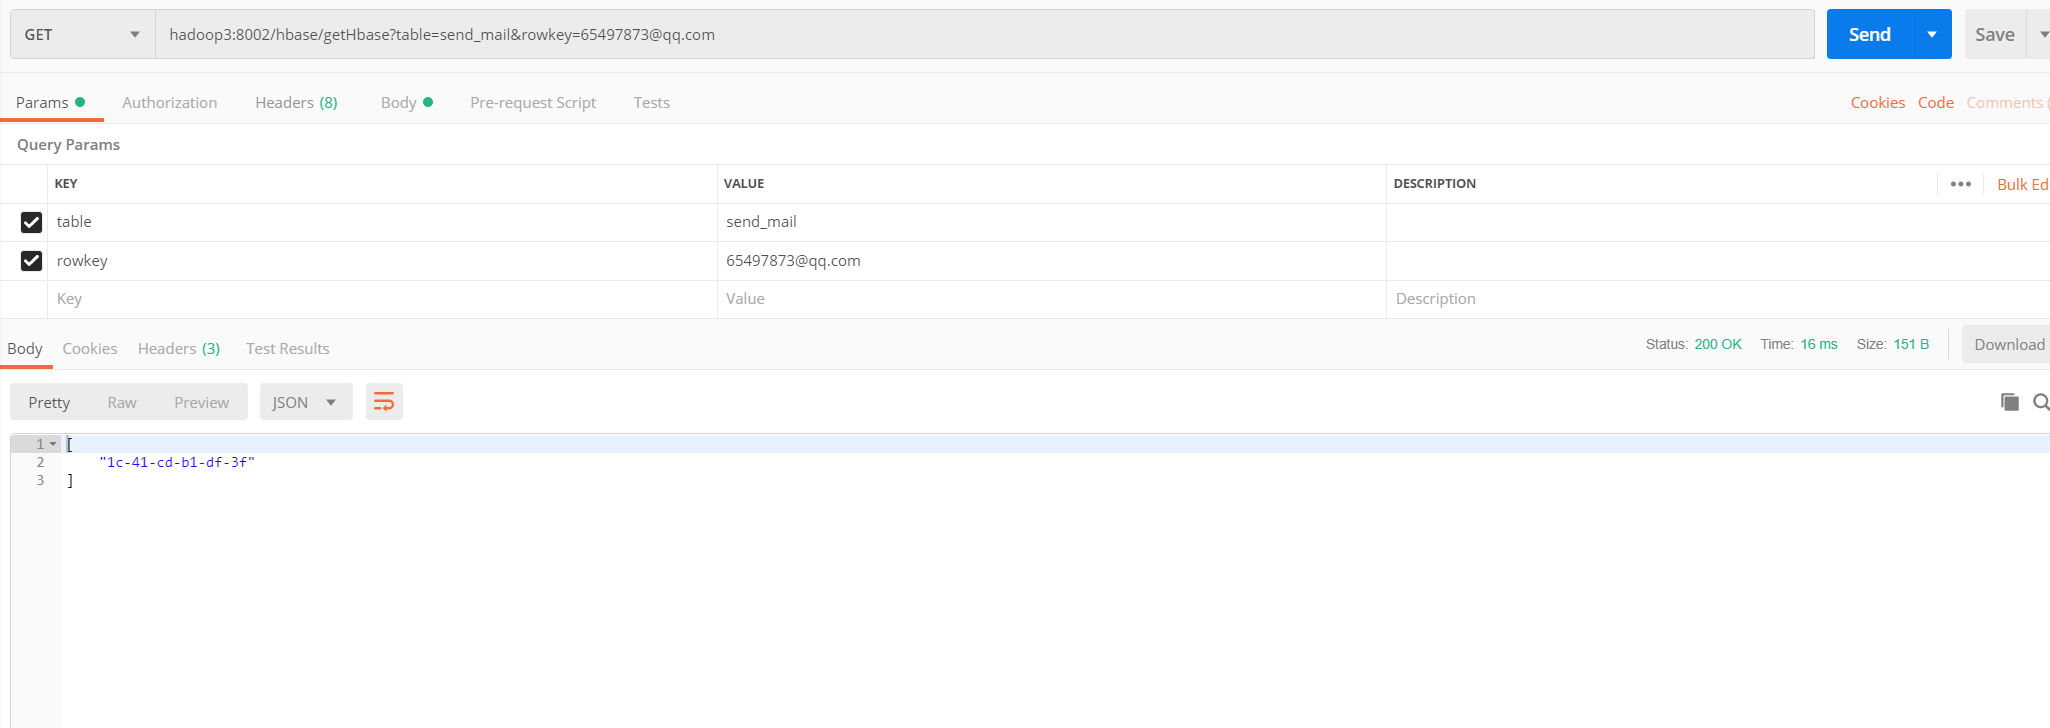 GET hadoop3:8002/hbase/getHbase?table=send_mail&rowkey=65497873@qq.com Send Save
Params Authorization Headers (8) Body Pre-request Script Tests Cookies Code Comments (
Query Params
KEY VALUE DESCRIPTION ••• Bulk Ed
table send_mail
rowkey 65497873@qq.com
Key Value Description
Body Cookies Headers (3) Test Results Status: 200 OK Time: 16 ms Size: 151 B Download
Pretty Raw Preview JSON
1 [
2 "1c-41-cd-b1-df-3f"
3 ]